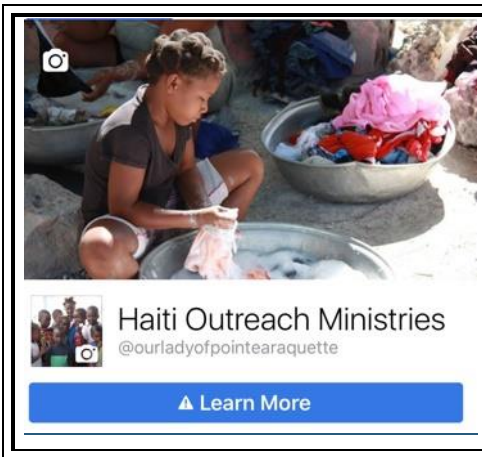 Haiti Outreach Ministries
@ourladyofpointearaquette
Learn More